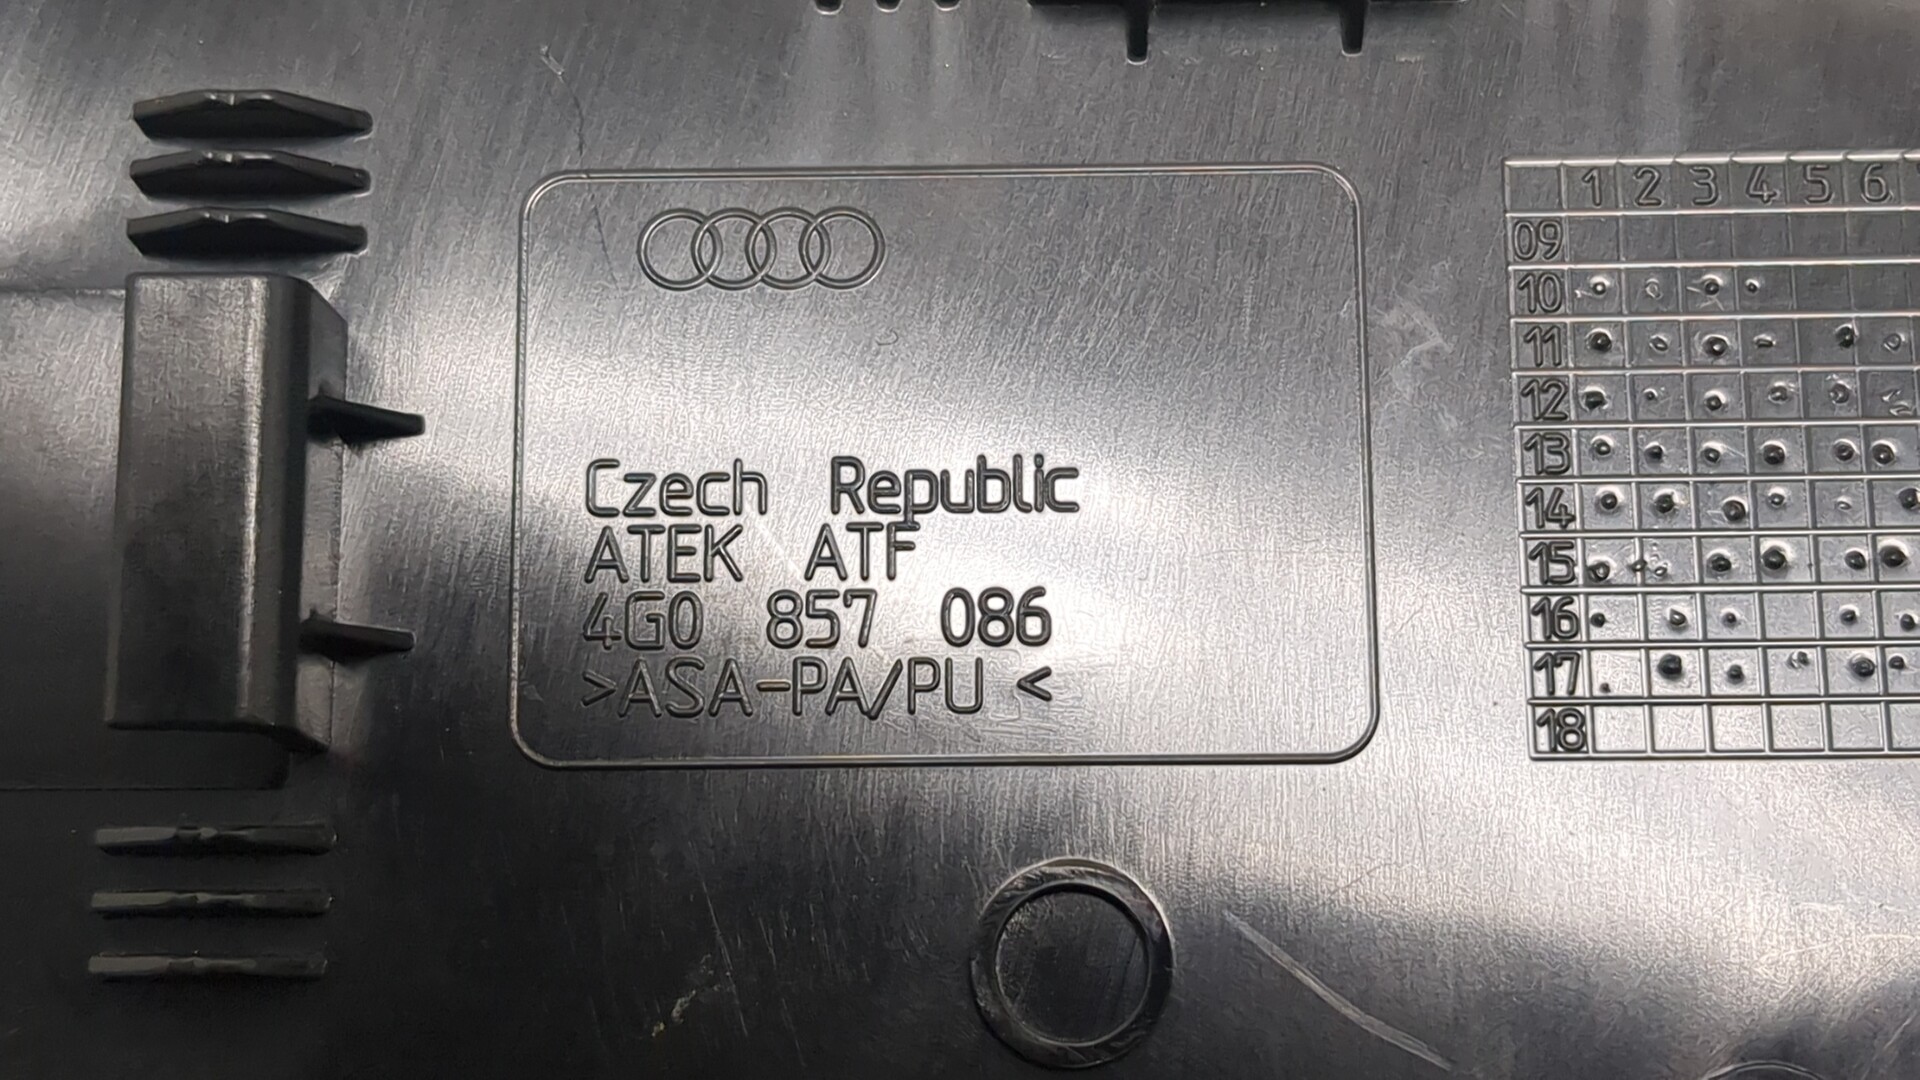 Czech Republic
ATEK ATF
4G0 857 086
>ASA-PA/PU <
1 2 3 4 5 6
09
10
11
12
13
14
15
16
17
18